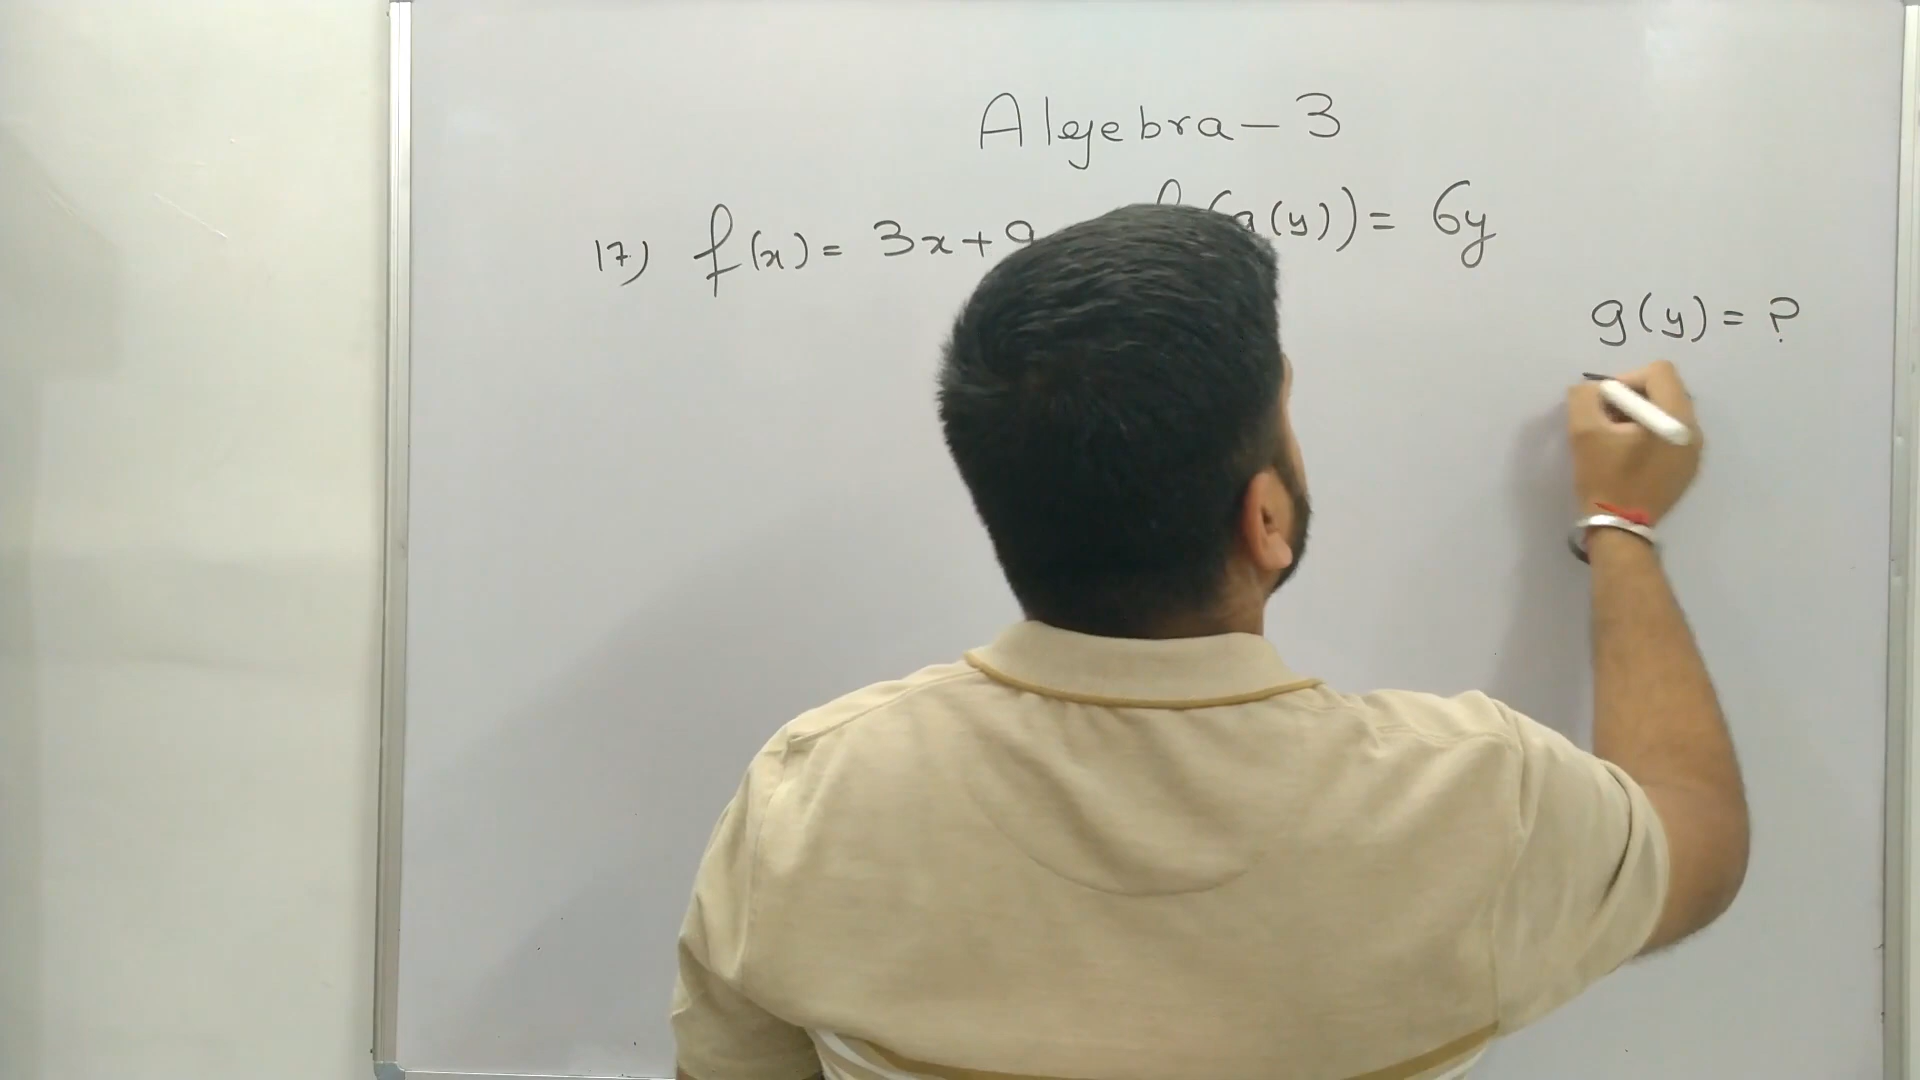 Algebra - 3
17) f(x) = 3x + 9 (g(y)) = 6y
g(y) = ?